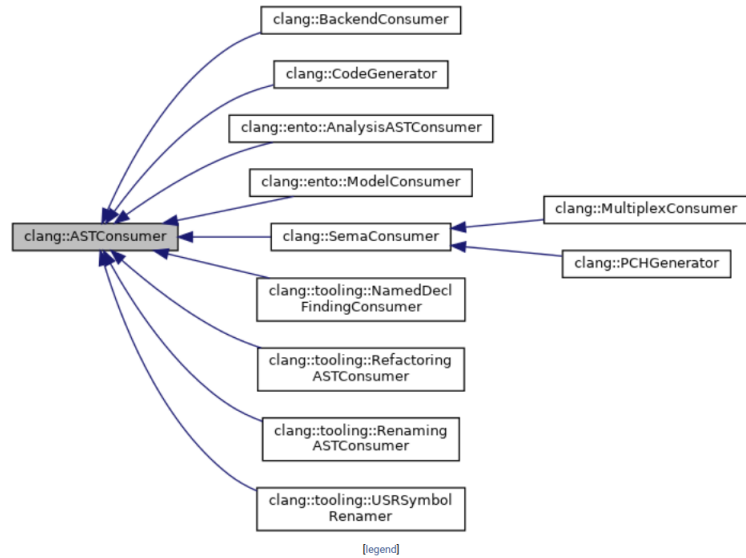 clang::BackendConsumer
clang::CodeGenerator
clang::ento::AnalysisASTConsumer
clang::ento::ModelConsumer
clang::MultiplexConsumer
clang::ASTConsumer
clang::SemaConsumer
clang::PCHGenerator
clang::tooling::NamedDecl
FindingConsumer
clang::tooling::Refactoring
ASTConsumer
clang::tooling::Renaming
ASTConsumer
clang::tooling::USRSymbol
Renamer
[legend]